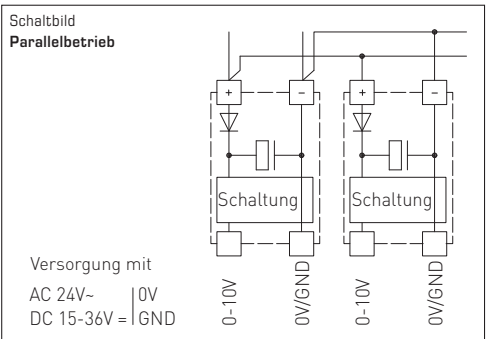 Schaltbild
Parallelbetrieb
+ − + −
Schaltung Schaltung
Versorgung mit
AC 24V~ 0V
DC 15-36V = GND
0-10V
0V/GND
0-10V
0V/GND